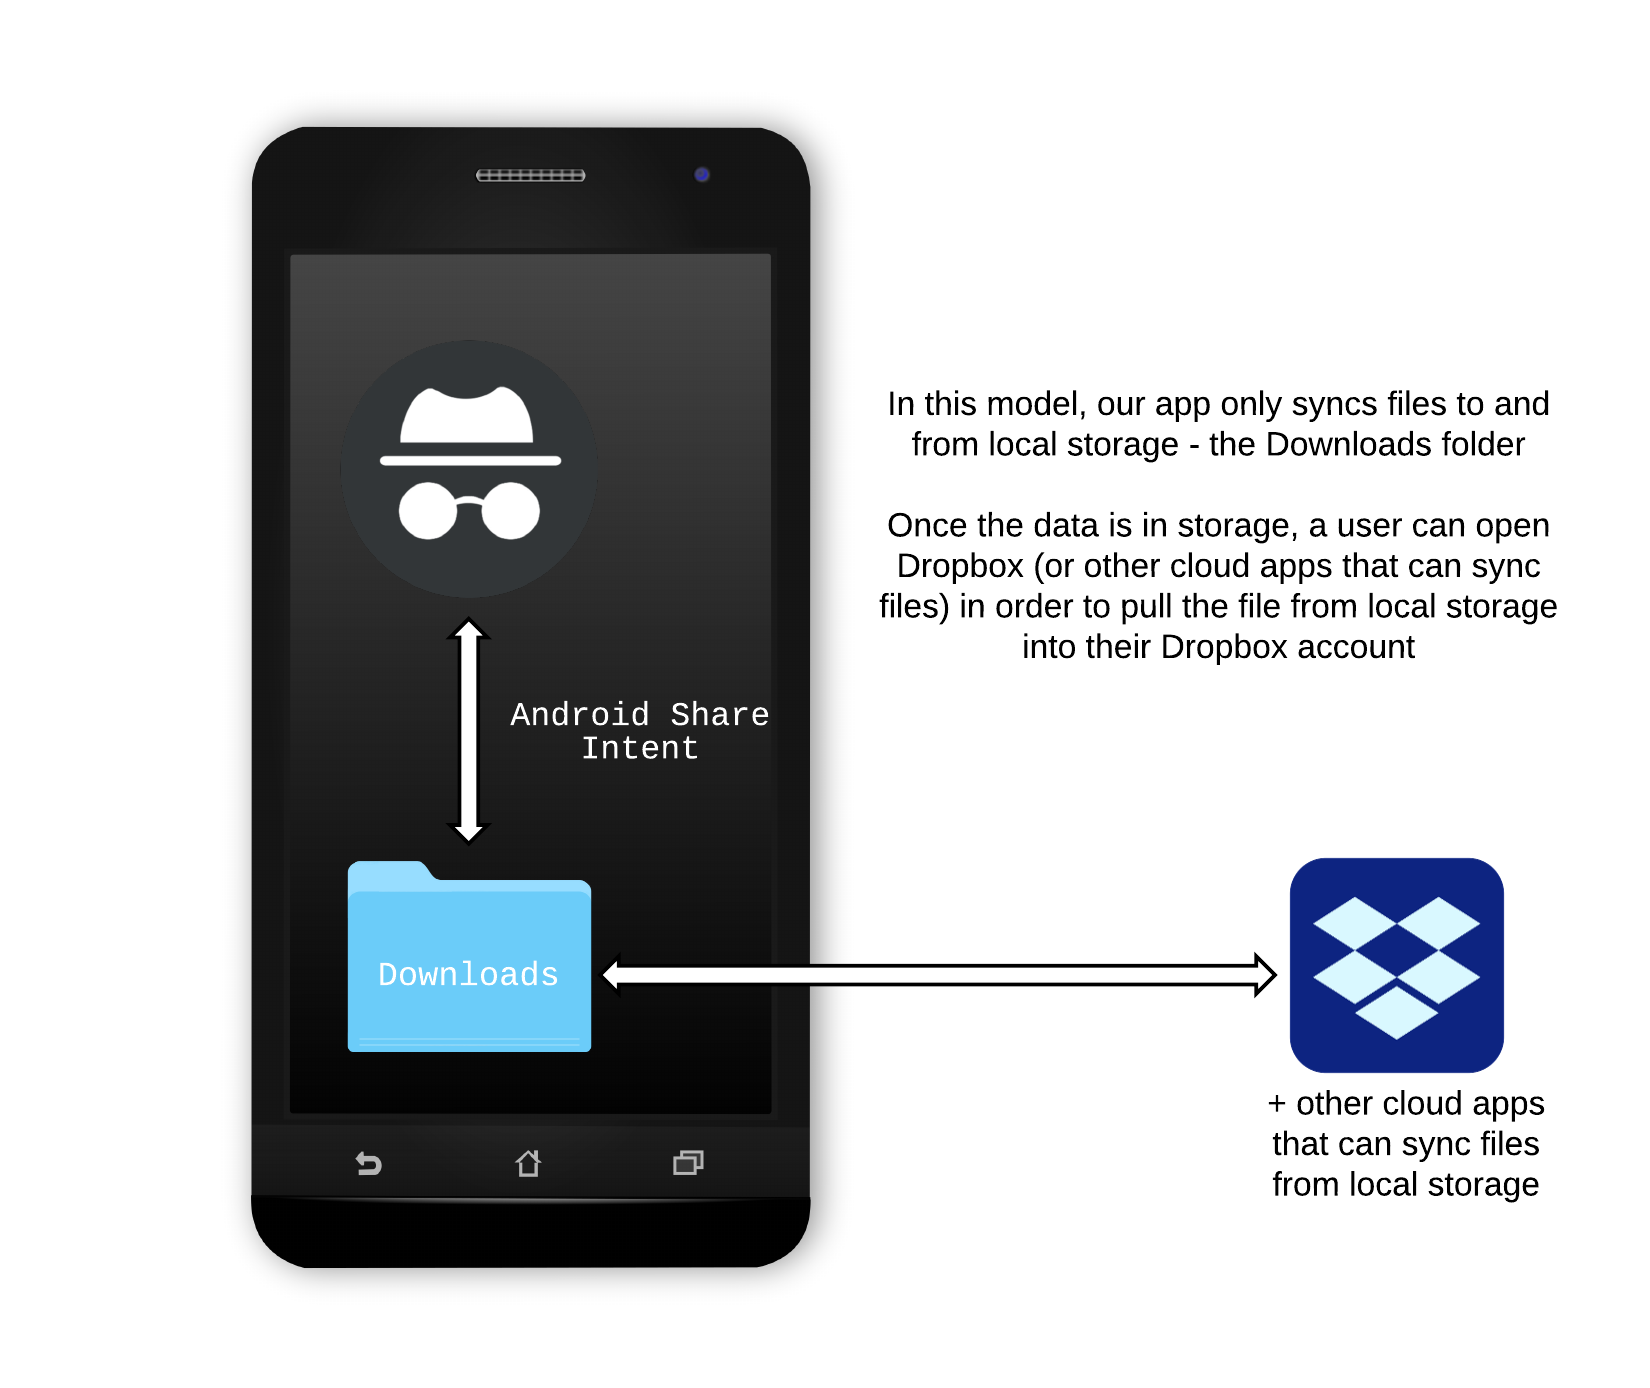 In this model, our app only syncs files to and
from local storage - the Downloads folder
Once the data is in storage, a user can open
Dropbox (or other cloud apps that can sync
files) in order to pull the file from local storage
into their Dropbox account
Android Share
Intent
Downloads
+ other cloud apps
that can sync files
from local storage